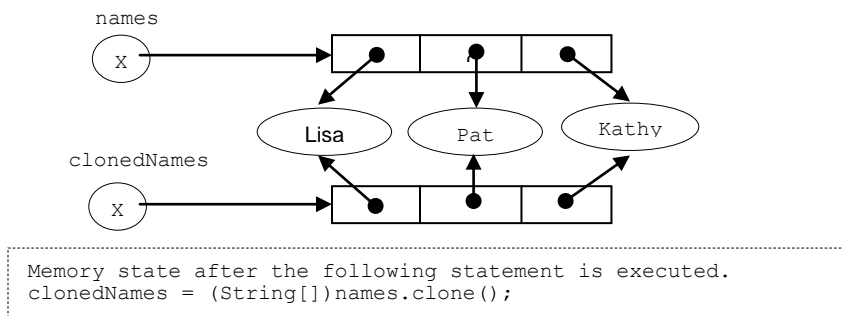 names
X
Lisa
Pat
Kathy
clonedNames
X
Memory state after the following statement is executed.
clonedNames = (String[])names.clone();